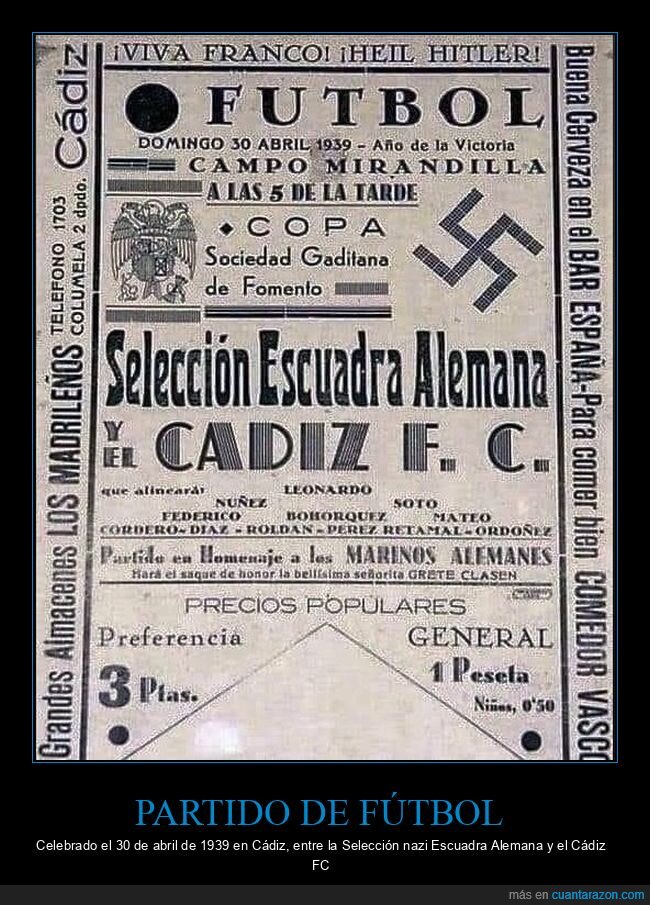 ¡VIVA FRANCO! ¡HEIL HITLER!
FUTBOL
DOMINGO 30 ABRIL 1939 - Año de la Victoria
CAMPO MIRANDILLA
A LAS 5 DE LA TARDE
COPA
Sociedad Gaditana
de Fomento
Selección Escuadra Alemana
Y EL CADIZ F. C.
que alineará:
LEONARDO
NUÑEZ SOTO
FEDERICO BOHORQUEZ MATEO
CORDERO - DIAZ - ROLDAN - PEREZ RETAMAL - ORDOÑEZ
Partido en Homenaje a los MARINOS ALEMANES
Hará el saque de honor la bellísima señorita GRETE CLASEN
PRECIOS POPULARES
Preferencia GENERAL
3 Ptas. 1 Peseta
Niños, 0'50
Grandes Almacenes LOS MADRILEÑOS TELEFONO 1703 COLUMELA 2 dpdo. Cádiz
Buena Cerveza en el BAR ESPAÑA-Para comer bien COMEDOR VASCO
PARTIDO DE FÚTBOL
Celebrado el 30 de abril de 1939 en Cádiz, entre la Selección nazi Escuadra Alemana y el Cádiz
FC
más en cuantarazon.com